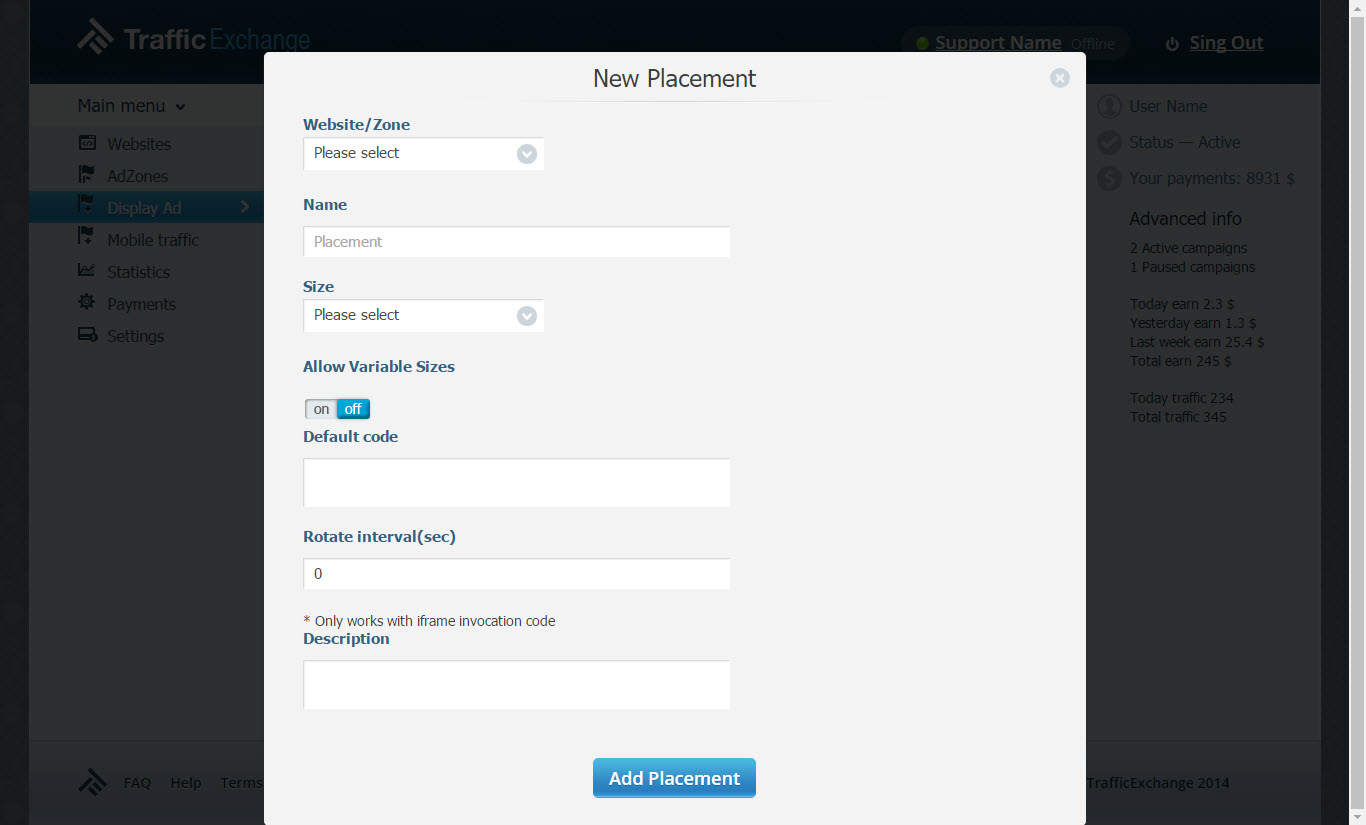 TrafficExchange
Support Name Offline
Sing Out
New Placement
Main menu
Websites
AdZones
Display Ad
Mobile traffic
Statistics
Payments
Settings
Website/Zone
Please select
Name
Placement
Size
Please select
Allow Variable Sizes
on off
Default code
Rotate interval(sec)
0
* Only works with iframe invocation code
Description
Add Placement
User Name
Status — Active
Your payments: 8931 $
Advanced info
2 Active campaigns
1 Paused campaigns
Today earn 2.3 $
Yesterday earn 1.3 $
Last week earn 25.4 $
Total earn 245 $
Today traffic 234
Total traffic 345
FAQ Help Terms
TrafficExchange 2014